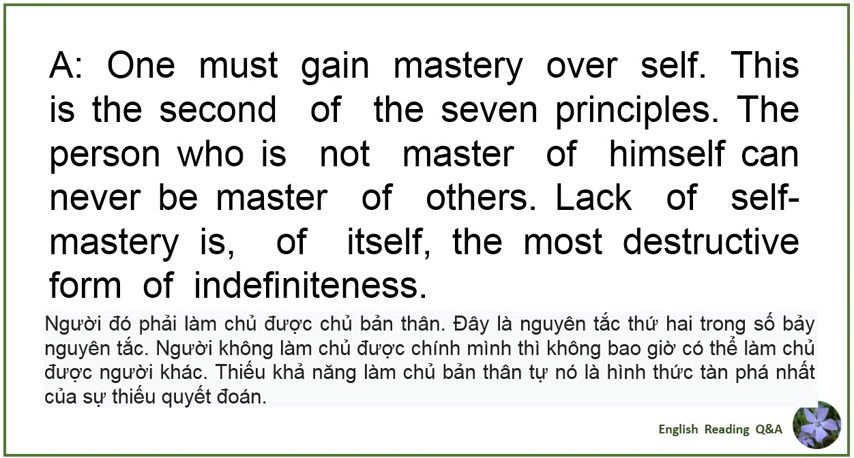 A: One must gain mastery over self. This
is the second of the seven principles. The
person who is not master of himself can
never be master of others. Lack of self-
mastery is, of itself, the most destructive
form of indefiniteness.
Người đó phải làm chủ được chủ bản thân. Đây là nguyên tắc thứ hai trong số bảy
nguyên tắc. Người không làm chủ được chính mình thì không bao giờ có thể làm chủ
được người khác. Thiếu khả năng làm chủ bản thân tự nó là hình thức tàn phá nhất
của sự thiếu quyết đoán.
English Reading Q&A